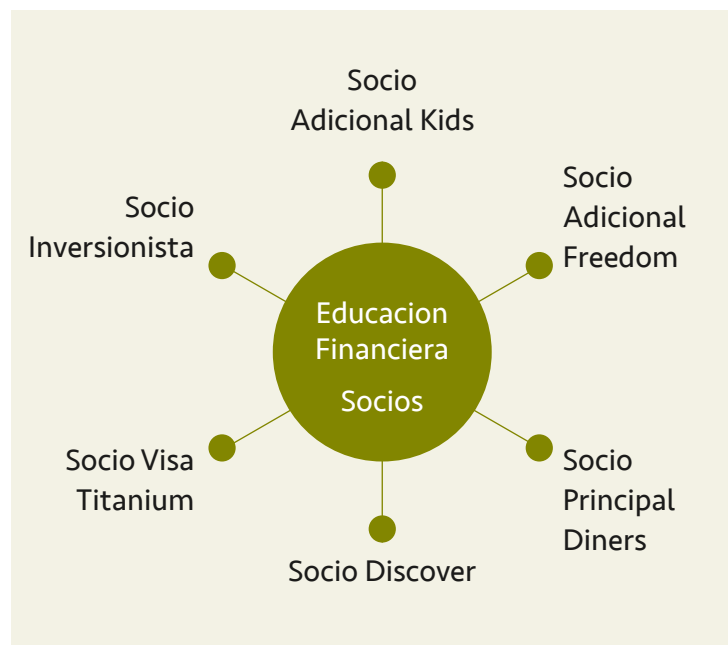 Socio
Adicional Kids
Socio
Adicional
Freedom
Socio
Inversionista
Educacion
Financiera
Socios
Socio Visa
Titanium
Socio
Principal
Diners
Socio Discover